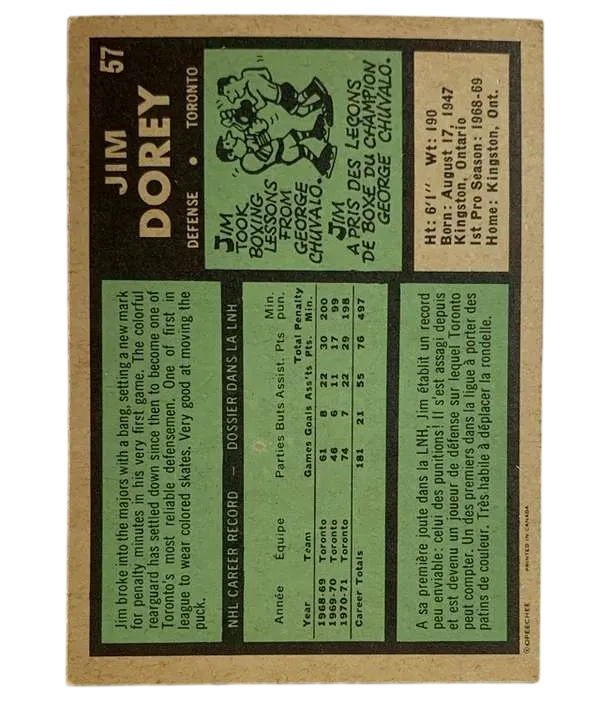 57
JIM
DOREY
DEFENSE • TORONTO
JIM
TOOK
BOXING
LESSONS
FROM
GEORGE
CHUVALO.
JIM
A PRIS DES LEÇONS
DE BOXE DU CHAMPION
GEORGE CHUVALO.
Ht: 6'1" Wt: 190
Born: August 17, 1947
Kingston, Ontario
1st Pro Season: 1968-69
Home: Kingston, Ont.
Jim broke into the majors with a bang, setting a new mark
for penalty minutes in his very first game. The colorful
rearguard has settled down since then to become one of
Toronto's most reliable defensemen. One of first in
league to wear colored skates. Very good at moving the
puck.
NHL CAREER RECORD — DOSSIER DANS LA LNH
Année Équipe Parties Buts Assist. Pts Min. pun.
Year Team Games Goals Ass'ts Total Pts. Penalty Min.
1968-69 Toronto 61 8 22 30 200
1969-70 Toronto 46 6 11 17 99
1970-71 Toronto 74 7 22 29 198
Career Totals 181 21 55 76 497
A sa première joute dans la LNH, Jim établit un record
peu enviable: celui des punitions! Il s'est assagi depuis
et est devenu un joueur de défense sur lequel Toronto
peut compter. Un des premiers dans la ligue à porter des
patins de couleur. Très habile à déplacer la rondelle.
© OPEECHEE PRINTED IN CANADA